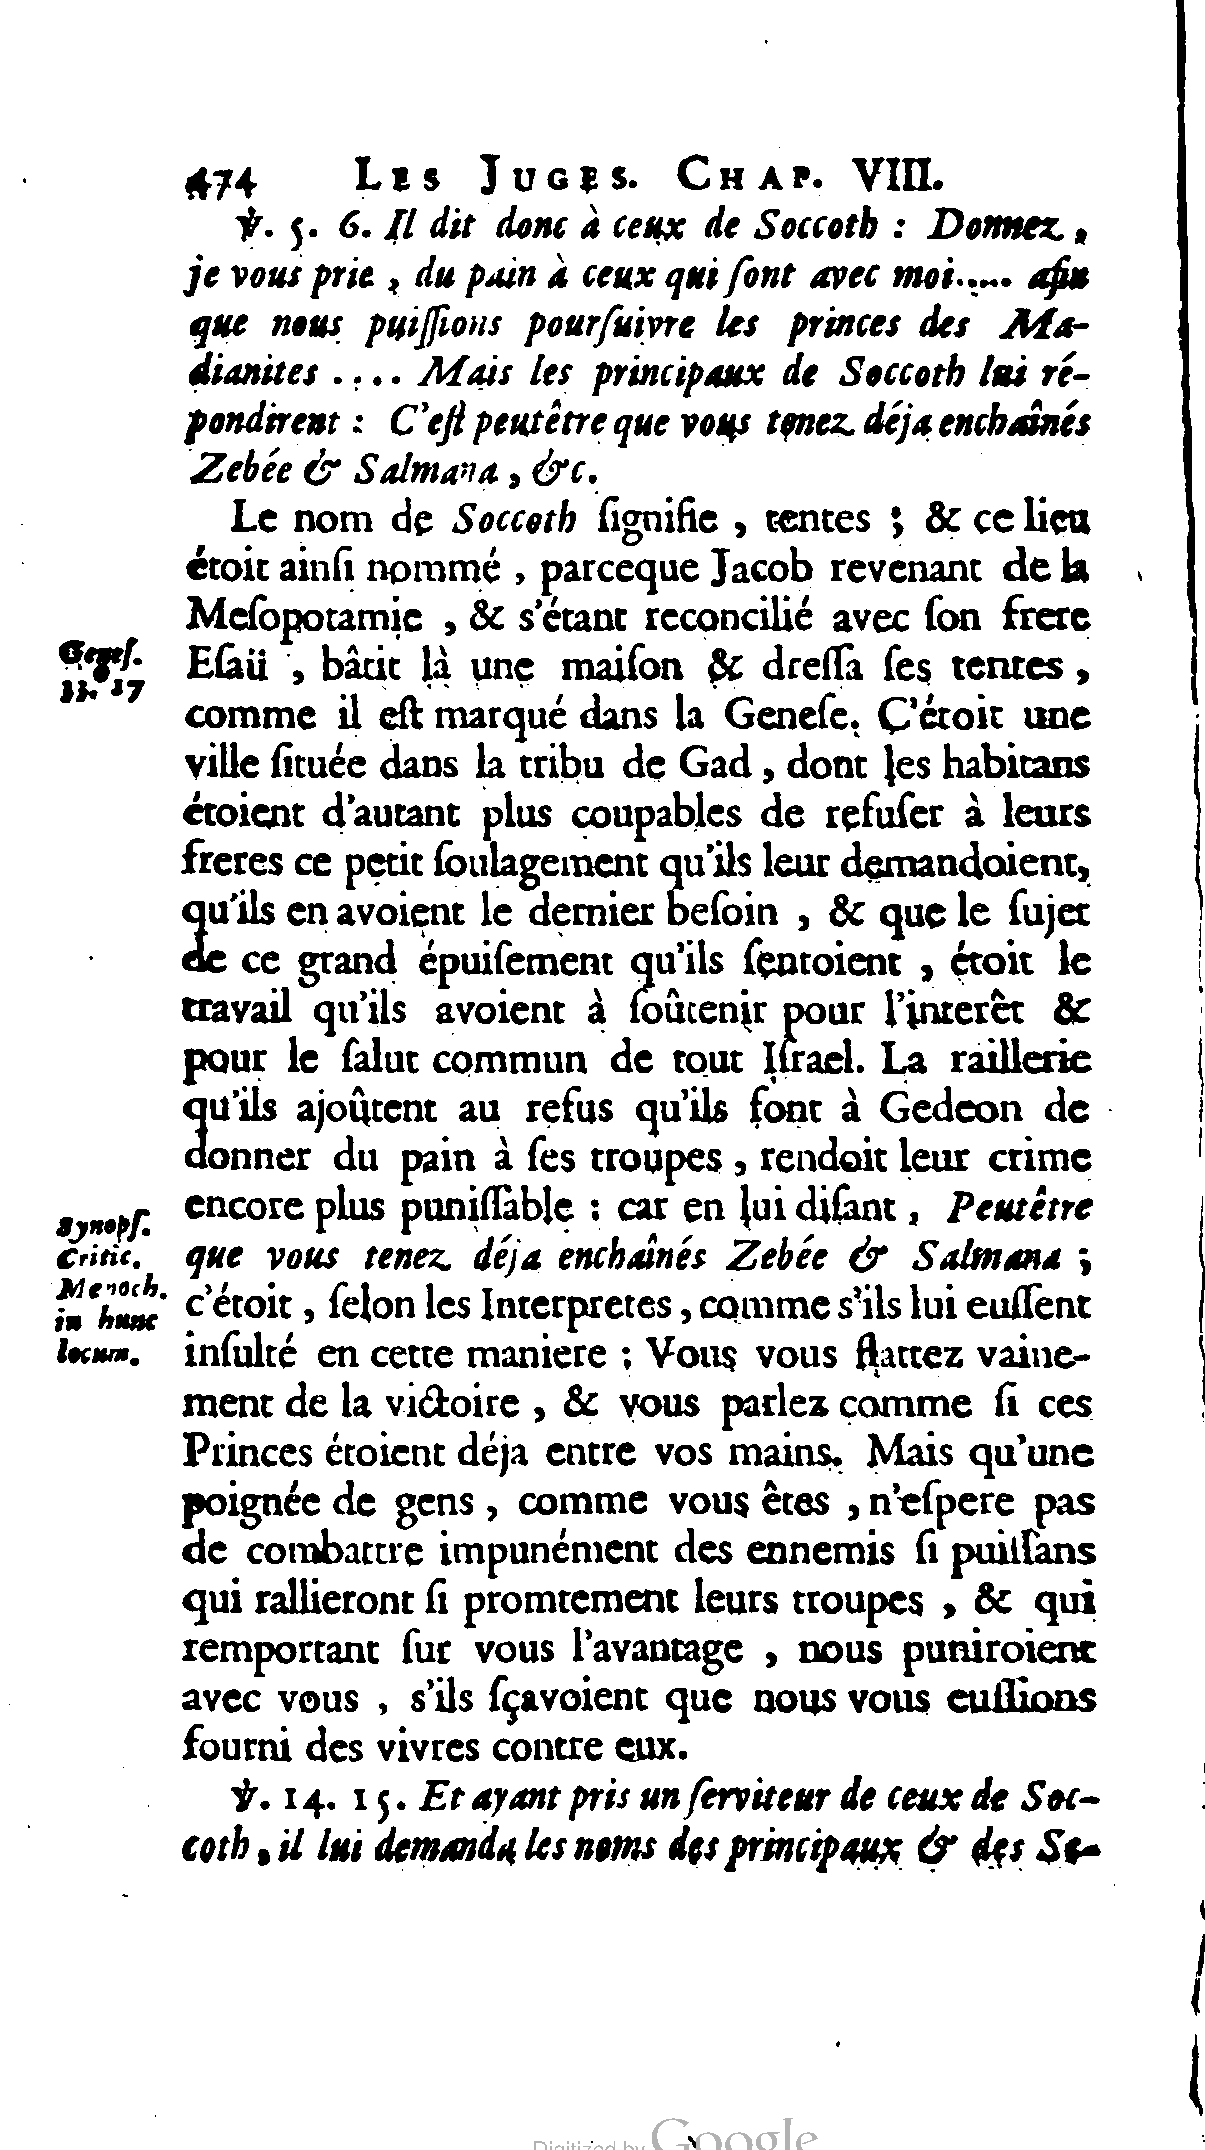 474 LES JUGES. CHAP. VIII.
℣. 5. 6. Il dit donc à ceux de Soccoth : Donnez,
je vous prie, du pain à ceux qui ſont avec moi..... afin
que nous puiſſions pourſuivre les princes des Ma-
dianites .... Mais les principaux de Soccoth lui ré-
pondirent : C'eſt peutêtre que vous tenez déja enchaînés
Zebée & Salmana, &c.
Le nom de Soccoth ſignifie, tentes ; & ce lieu
étoit ainſi nommé, parceque Jacob revenant de la
Meſopotamie, & s'étant reconcilié avec ſon frere
Geneſ.
33. 17
Eſaü, bâtit là une maiſon & dreſſa ſes tentes,
comme il eſt marqué dans la Geneſe. C'étoit une
ville ſituée dans la tribu de Gad, dont les habitans
étoient d'autant plus coupables de refuſer à leurs
freres ce petit ſoulagement qu'ils leur demandoient,
qu'ils en avoient le dernier beſoin, & que le ſujet
de ce grand épuiſement qu'ils ſentoient, étoit le
travail qu'ils avoient à ſoûtenir pour l'interêt &
pour le ſalut commun de tout Iſrael. La raillerie
qu'ils ajoûtent au refus qu'ils font à Gedeon de
donner du pain à ſes troupes, rendoit leur crime
encore plus puniſſable : car en lui diſant, Peutêtre
Synopſ.
Critic.
Menoch.
in hunc
locum.
que vous tenez déja enchaînés Zebée & Salmana ;
c'étoit, ſelon les Interpretes, comme s'ils lui euſſent
inſulté en cette maniere ; Vous vous flattez vaine-
ment de la victoire, & vous parlez comme ſi ces
Princes étoient déja entre vos mains. Mais qu'une
poignée de gens, comme vous êtes, n'eſpere pas
de combattre impunément des ennemis ſi puiſſans
qui rallieront ſi promtement leurs troupes, & qui
remportant ſur vous l'avantage, nous puniroient
avec vous, s'ils ſçavoient que nous vous euſſions
fourni des vivres contre eux.
℣. 14. 15. Et ayant pris un ſerviteur de ceux de Soc-
coth, il lui demanda les noms des principaux & des Se-
Digitized by Google